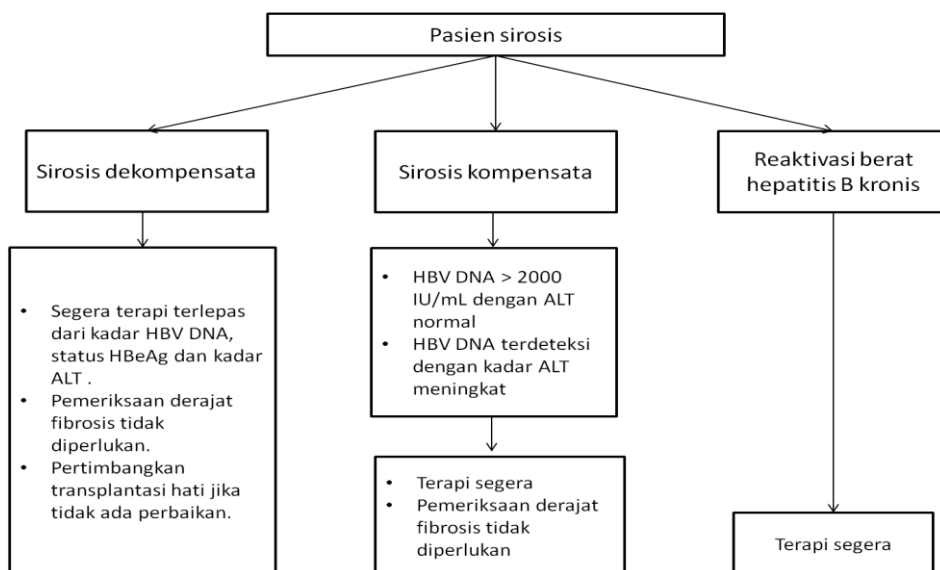 Pasien sirosis
Sirosis dekompensata
Sirosis kompensata
Reaktivasi berat
hepatitis B kronis
• Segera terapi terlepas
dari kadar HBV DNA,
status HBeAg dan kadar
ALT .
• Pemeriksaan derajat
fibrosis tidak
diperlukan.
• Pertimbangkan
transplantasi hati jika
tidak ada perbaikan.
• HBV DNA > 2000
IU/mL dengan ALT
normal
• HBV DNA terdeteksi
dengan kadar ALT
meningkat
• Terapi segera
• Pemeriksaan derajat
fibrosis tidak
diperlukan
Terapi segera